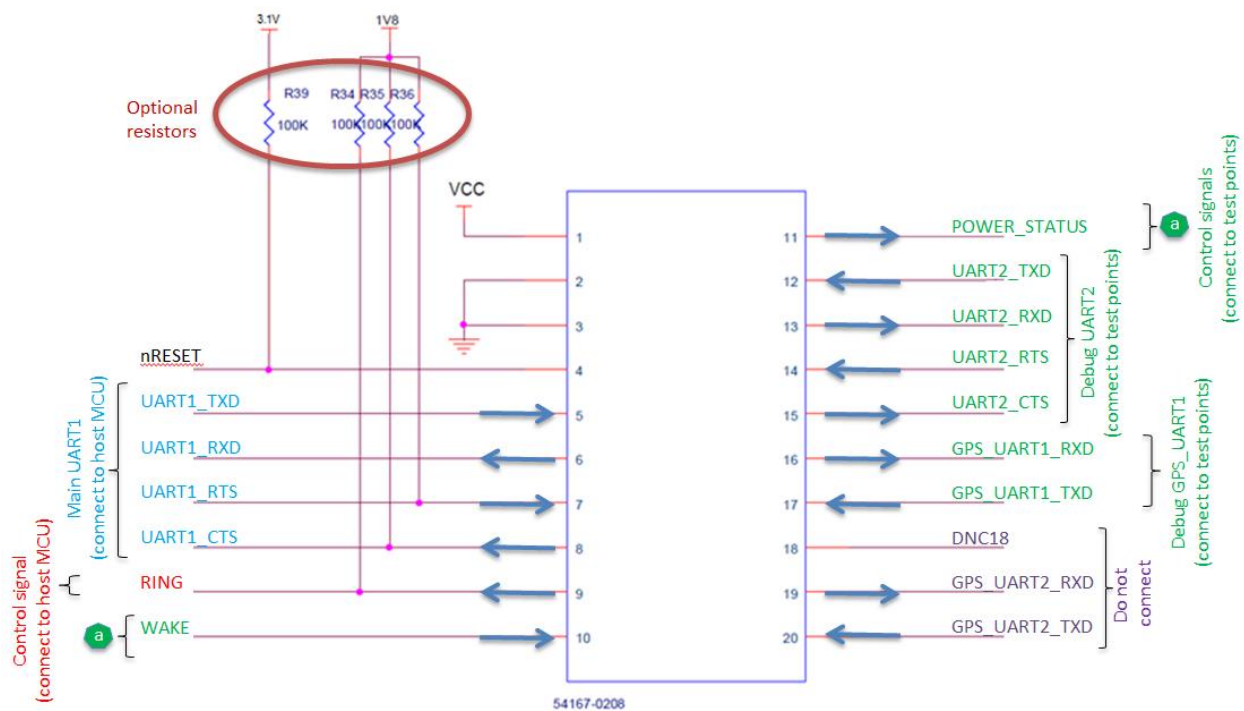 3.1V
1V8
Optional
resistors
R39
R34
R35
R36
100K
100K
100K
100K
VCC
1
2
3
4
5
6
7
8
9
10
11
12
13
14
15
16
17
18
19
20
nRESET
UART1_TXD
UART1_RXD
UART1_RTS
UART1_CTS
RING
WAKE
Main UART1
(connect to host MCU)
Control signal
(connect to host MCU)
a
POWER_STATUS
UART2_TXD
UART2_RXD
UART2_RTS
UART2_CTS
GPS_UART1_RXD
GPS_UART1_TXD
DNC18
GPS_UART2_RXD
GPS_UART2_TXD
a
Control signals
(connect to test points)
Debug UART2
(connect to test points)
Debug GPS_UART1
(connect to test points)
Do not
connect
54167-0208